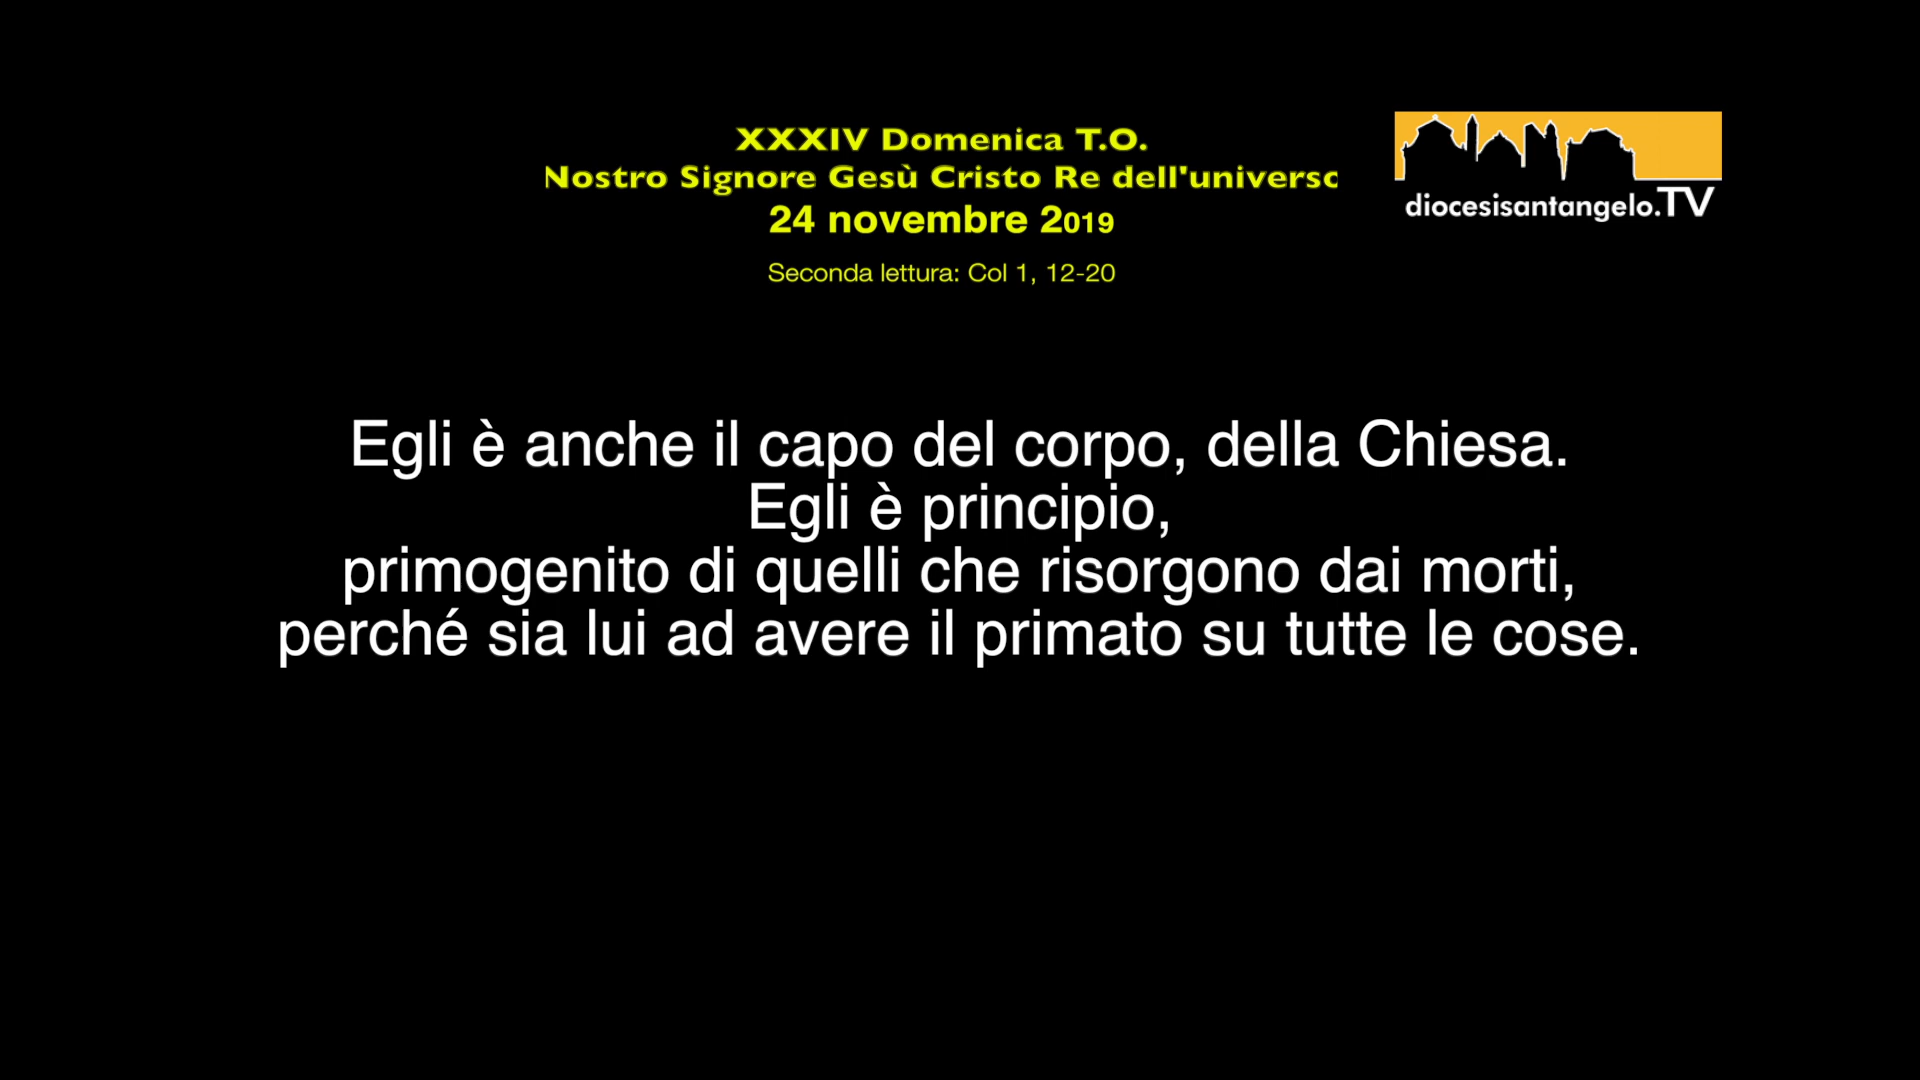 XXXIV Domenica T.O.
Nostro Signore Gesù Cristo Re dell'universo
24 novembre 2019
Seconda lettura: Col 1, 12-20
diocesisantangelo.TV
Egli è anche il capo del corpo, della Chiesa.
Egli è principio,
primogenito di quelli che risorgono dai morti,
perché sia lui ad avere il primato su tutte le cose.